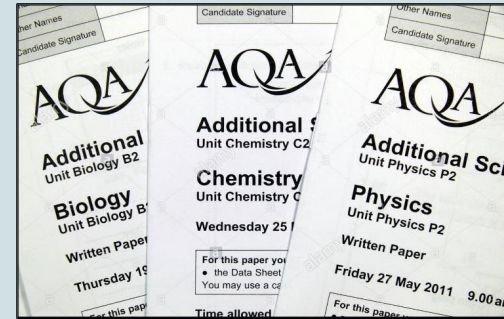 Other Names
Candidate Signature
AQA
Additional
Unit Biology B2
Biology
Unit Biology
Written Paper
Thursday 19
For this pap
Candidate Signature
AQA
Additional
Unit Chemistry C2
Chemistry
Unit Chemistry
Wednesday 25
For this paper you
• the Data Sheet
You may use a ca
Time allowed
Other Names
Candidate Signature
AQA
Additional Sci
Unit Physics P2
Physics
Unit Physics P2
Written Paper
Friday 27 May 2011 9.00 a
For this paper